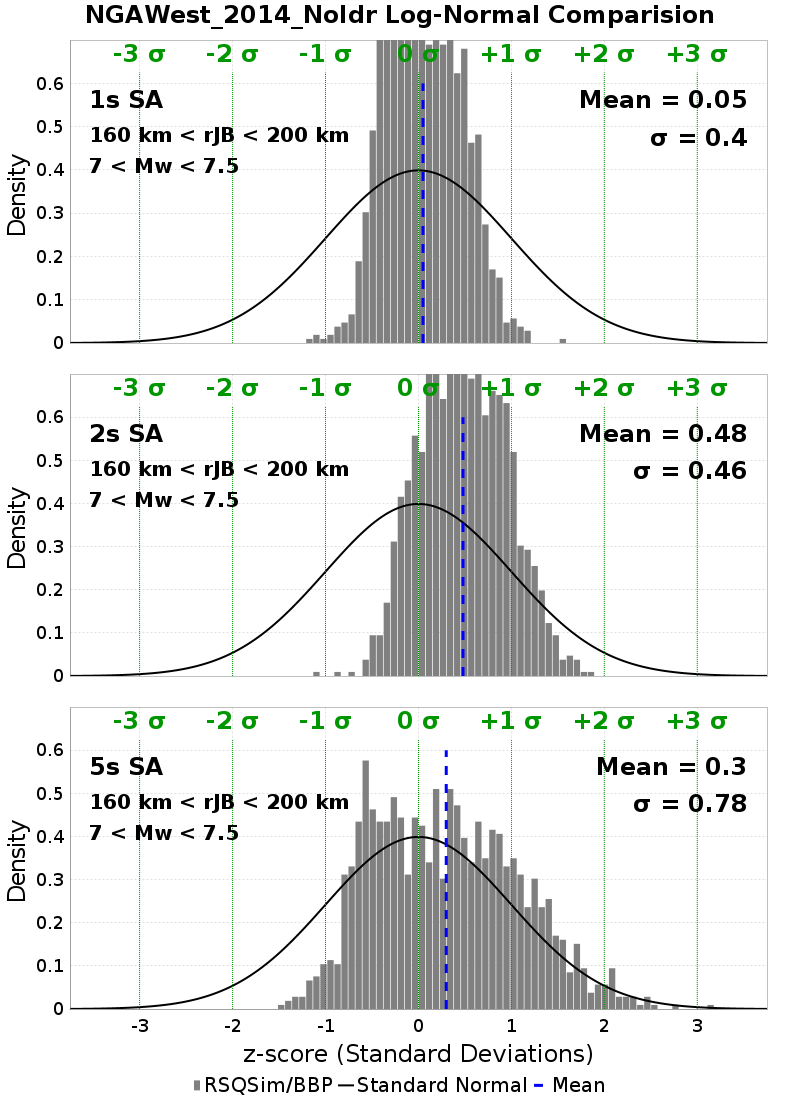 NGAWest_2014_NoIdr Log-Normal Comparision
-3 σ -2 σ -1 σ 0 σ +1 σ +2 σ +3 σ
1s SA
160 km < rJB < 200 km
7 < Mw < 7.5
Mean = 0.05
σ = 0.4
Density
0.6
0.5
0.4
0.3
0.2
0.1
0
-3 σ -2 σ -1 σ 0 σ +1 σ +2 σ +3 σ
2s SA
160 km < rJB < 200 km
7 < Mw < 7.5
Mean = 0.48
σ = 0.46
Density
0.6
0.5
0.4
0.3
0.2
0.1
0
-3 σ -2 σ -1 σ 0 σ +1 σ +2 σ +3 σ
5s SA
160 km < rJB < 200 km
7 < Mw < 7.5
Mean = 0.3
σ = 0.78
Density
0.6
0.5
0.4
0.3
0.2
0.1
0
-3 -2 -1 0 1 2 3
z-score (Standard Deviations)
RSQSim/BBP Standard Normal Mean